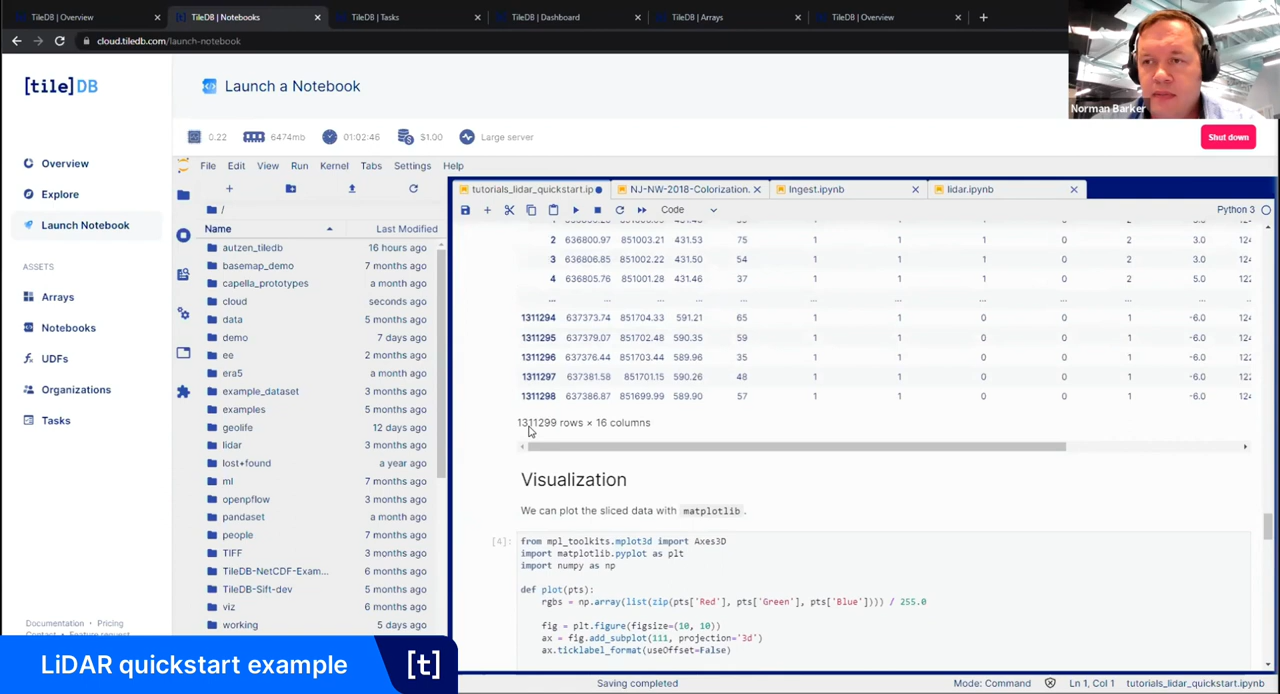 TileDB | Overview
TileDB | Notebooks
TileDB | Tasks
TileDB | Dashboard
TileDB | Arrays
TileDB | Overview
cloud.tiledb.com/launch-notebook
Norman Barker
[tile]DB
Launch a Notebook
0.22 6474mb 01:02:46 $1.00 Large server
Shut down
Overview
Explore
Launch Notebook
ASSETS
Arrays
Notebooks
UDFs
Organizations
Tasks
Documentation · Pricing
File Edit View Run Kernel Tabs Settings Help
/
Name Last Modified
autzen_tiledb 16 hours ago
basemap_demo 7 months ago
capella_prototypes a month ago
cloud seconds ago
data 5 months ago
demo 7 days ago
ee 2 months ago
era5 a month ago
example_dataset 3 months ago
examples 5 months ago
geolife 12 days ago
lidar 3 months ago
lost+found a year ago
ml 5 months ago
openpflow 3 months ago
pandaset a month ago
people 7 months ago
TIFF 3 months ago
TileDB-NetCDF-Exam... 6 months ago
TileDB-Sift-dev 5 months ago
viz 6 months ago
working 5 days ago
tutorials_lidar_quickstart.ip
NJ-NW-2018-Colorization.
Ingest.ipynb
lidar.ipynb
Code
Python 3
2 636800.97 851003.21 431.53 75 1 1 1 0 2 3.0 124
3 636806.85 851002.22 431.50 54 1 1 1 0 2 3.0 124
4 636805.76 851001.28 431.46 37 1 1 1 0 2 5.0 124
... ... ... ... ... ... ... ... ... ... ...
1311294 637373.74 851704.33 591.21 65 1 1 0 0 1 -6.0 124
1311295 637379.07 851702.48 590.35 59 1 1 0 0 1 -6.0 124
1311296 637376.44 851703.44 589.96 35 1 1 0 0 1 -6.0 122
1311297 637381.58 851701.15 590.26 48 1 1 0 0 1 -6.0 122
1311298 637386.87 851699.99 589.90 57 1 1 0 0 1 -6.0 124
1311299 rows × 16 columns
Visualization
We can plot the sliced data with matplotlib .
[4]: from mpl_toolkits.mplot3d import Axes3D
import matplotlib.pyplot as plt
import numpy as np
def plot(pts):
rgbs = np.array(list(zip(pts['Red'], pts['Green'], pts['Blue']))) / 255.0
fig = plt.figure(figsize=(10, 10))
ax = fig.add_subplot(111, projection='3d')
ax.ticklabel_format(useOffset=False)
Saving completed
Mode: Command
Ln 1, Col 1
tutorials_lidar_quickstart.ipynb
LiDAR quickstart example
[t]